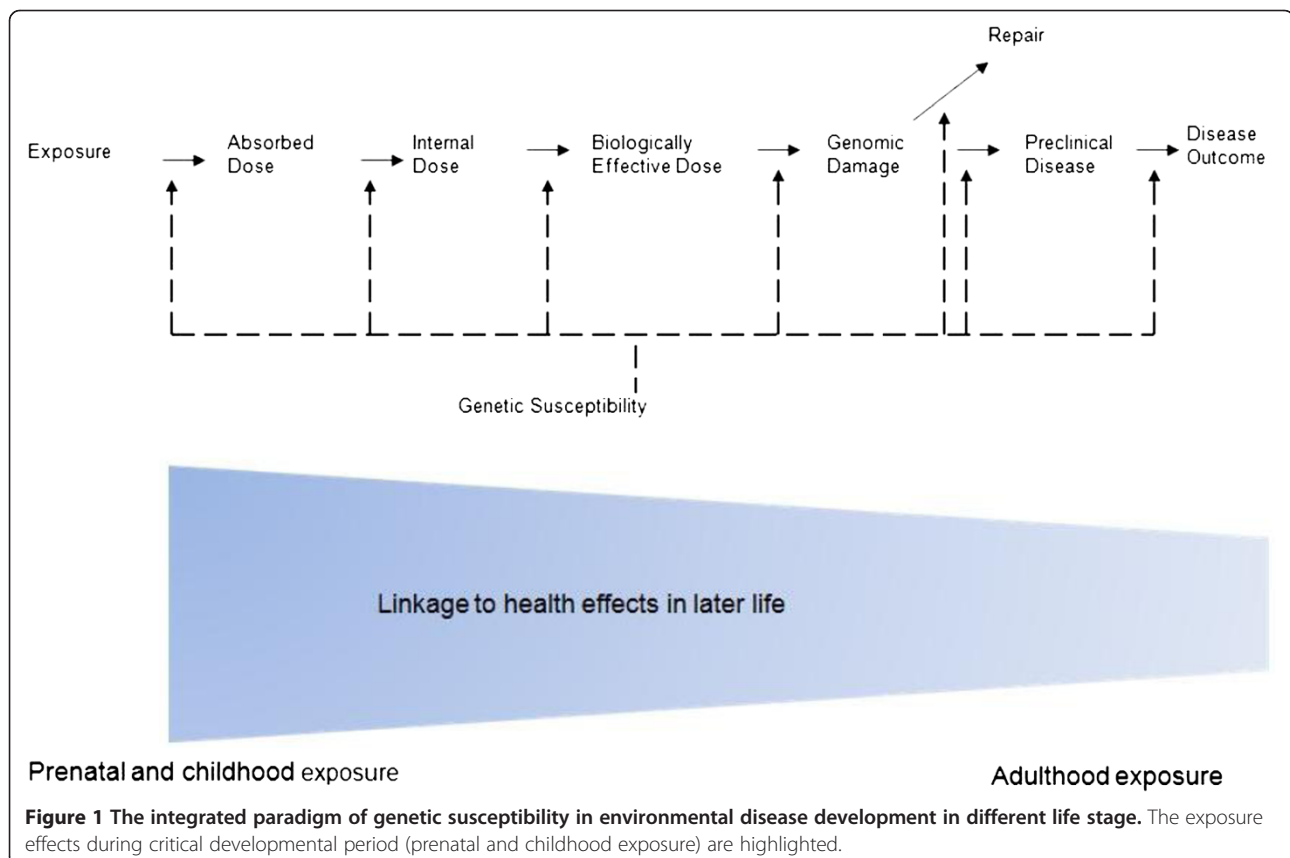 Repair
Exposure
Absorbed
Dose
Internal
Dose
Biologically
Effective Dose
Genomic
Damage
Preclinical
Disease
Disease
Outcome
Genetic Susceptibility
Linkage to health effects in later life
Prenatal and childhood exposure
Adulthood exposure
Figure 1 The integrated paradigm of genetic susceptibility in environmental disease development in different life stage. The exposure
effects during critical developmental period (prenatal and childhood exposure) are highlighted.